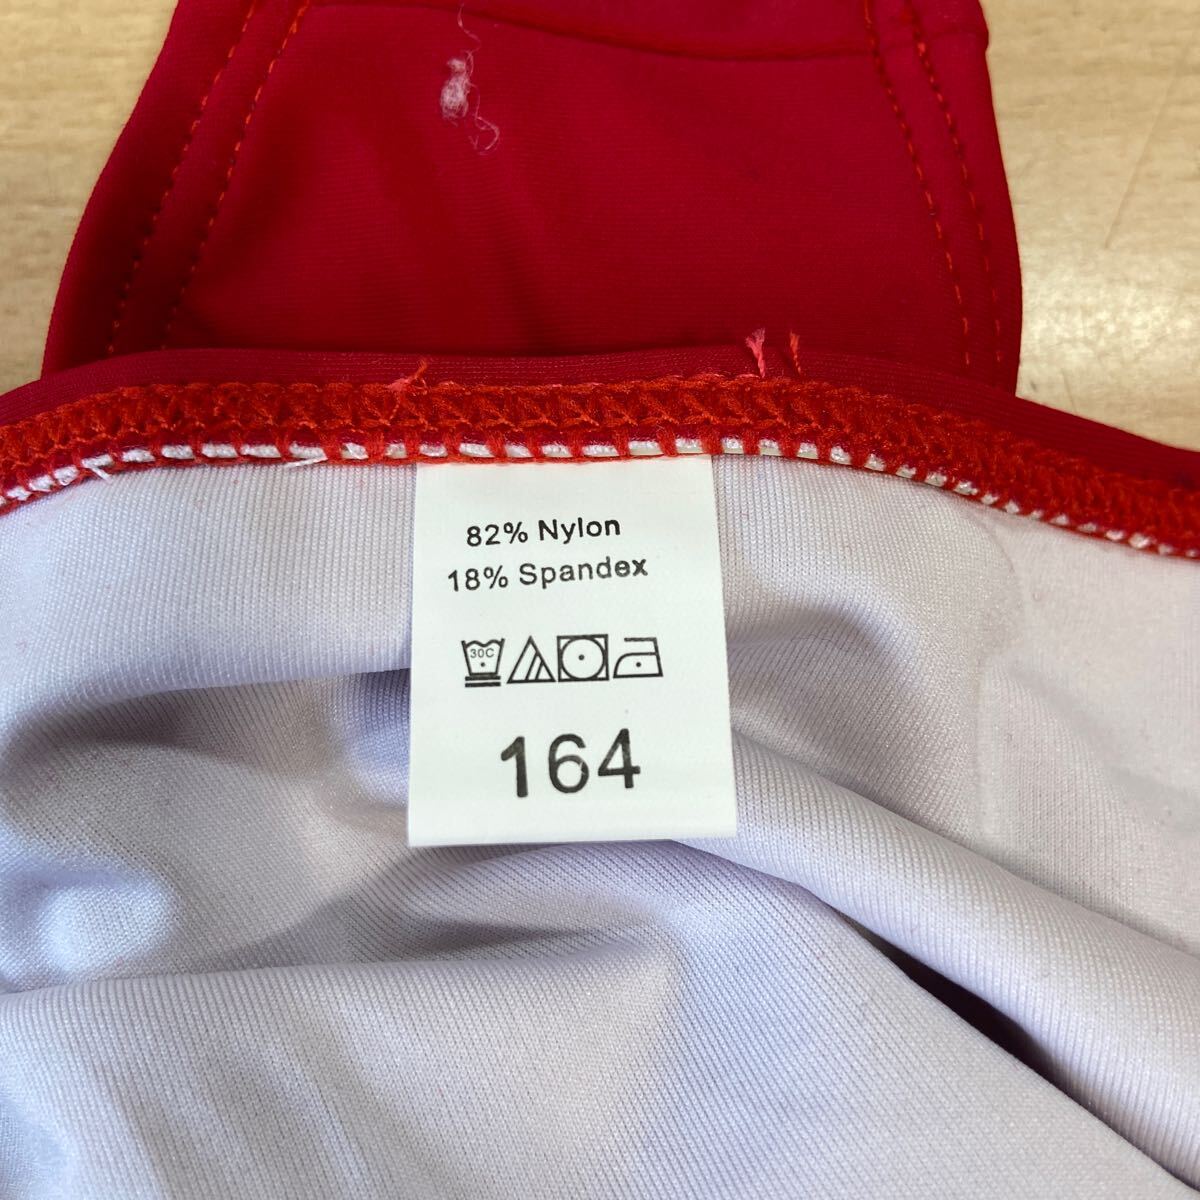 82% Nylon
18% Spandex
30C
164